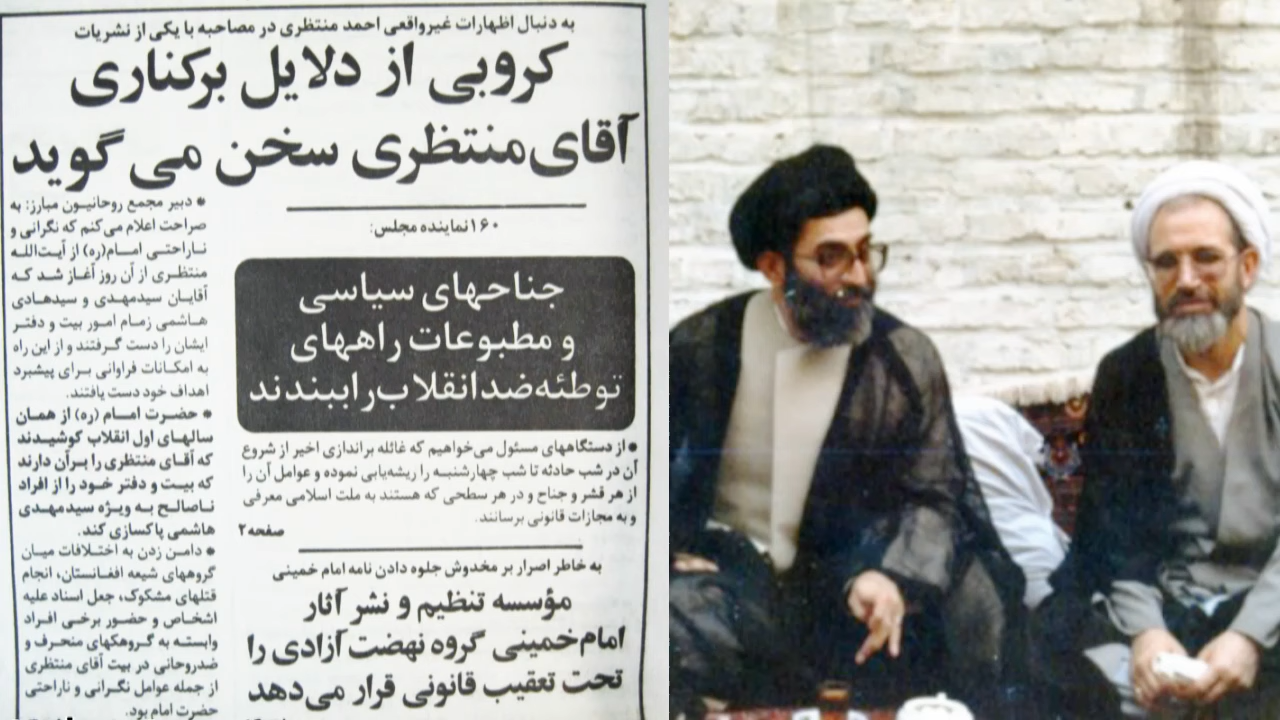 به دنبال اظهارات غیرواقعی احمد منتظری در مصاحبه با یکی از نشریات
کروبی از دلایل برکناری
آقای منتظری سخن می گوید
* دبیر مجمع روحانیون مبارز: به
صراحت اعلام می‌کنم که نگرانی و
ناراحتی امام(ره) از آیت‌الله
منتظری از آن روز آغاز شد که
آقایان سیدمهدی و سیدهادی
هاشمی زمام امور بیت و دفتر
ایشان را دست گرفتند و از این راه
به امکانات فراوانی برای پیشبرد
اهداف خود دست یافتند.
* حضرت امام (ره) از همان
سالهای اول انقلاب کوشیدند
که آقای منتظری را برآن دارند
که بیت و دفتر خود را از افراد
ناصالح به ویژه سیدمهدی
هاشمی پاکسازی کند.
* دامن زدن به اختلافات میان
گروههای شیعه افغانستان، انجام
قتلهای مشکوک، جعل اسناد علیه
اشخاص و حضور برخی افراد
وابسته به گروهکهای منحرف و
ضدروحانی در بیت آقای منتظری
از جمله عوامل نگرانی و ناراحتی
حضرت امام بود.
۱۶۰ نماینده مجلس:
جناحهای سیاسی
و مطبوعات راههای
توطئه ضدانقلاب را ببندند
* از دستگاههای مسئول می‌خواهیم که غائله براندازی اخیر از شروع
آن در شب حادثه تا شب چهارشنبه را ریشه‌یابی نموده و عوامل آن را
از هر قشر و جناح و در هر سطحی که هستند به ملت اسلامی معرفی
و به مجازات قانونی برسانند.
صفحه ۲
به خاطر اصرار بر مخدوش جلوه دادن نامه امام خمینی
مؤسسه تنظیم و نشر آثار
امام‌خمینی گروه نهضت آزادی را
تحت تعقیب قانونی قرار می‌دهد